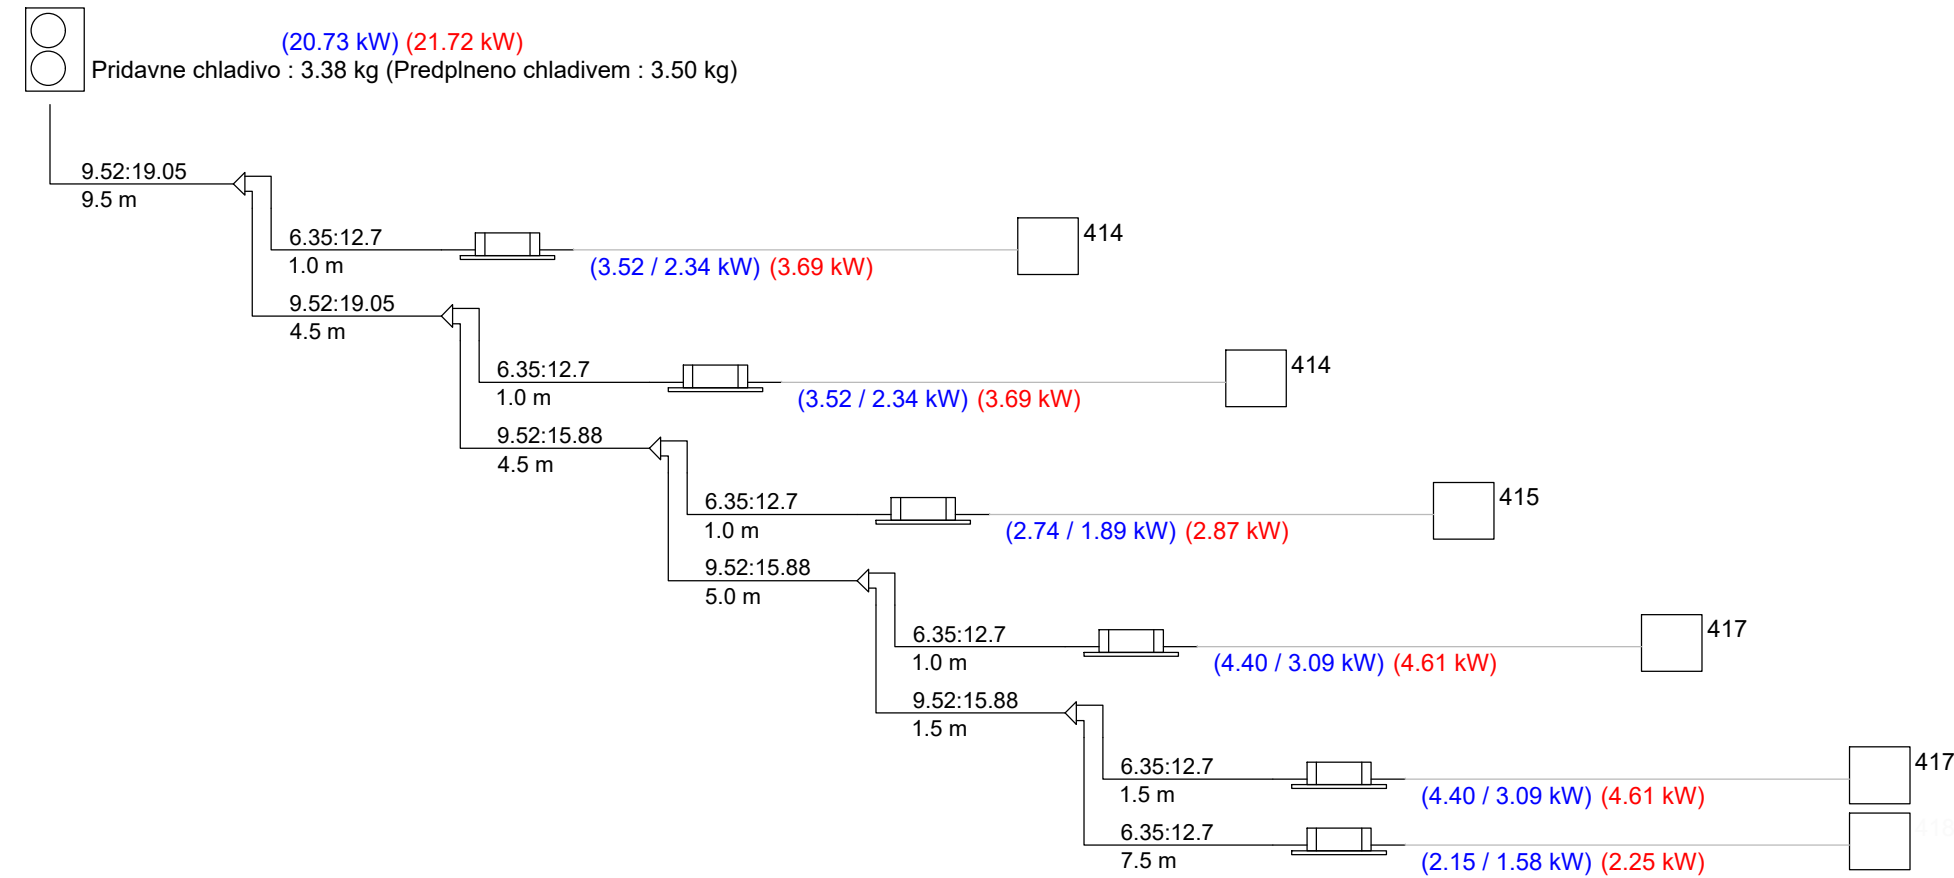 (20.73 kW) (21.72 kW)
Pridavne chladivo : 3.38 kg (Predplneno chladivem : 3.50 kg)
9.52:19.05
9.5 m
6.35:12.7
1.0 m
(3.52 / 2.34 kW) (3.69 kW)
414
9.52:19.05
4.5 m
6.35:12.7
1.0 m
(3.52 / 2.34 kW) (3.69 kW)
414
9.52:15.88
4.5 m
6.35:12.7
1.0 m
(2.74 / 1.89 kW) (2.87 kW)
415
9.52:15.88
5.0 m
6.35:12.7
1.0 m
(4.40 / 3.09 kW) (4.61 kW)
417
9.52:15.88
1.5 m
6.35:12.7
1.5 m
(4.40 / 3.09 kW) (4.61 kW)
417
6.35:12.7
7.5 m
(2.15 / 1.58 kW) (2.25 kW)